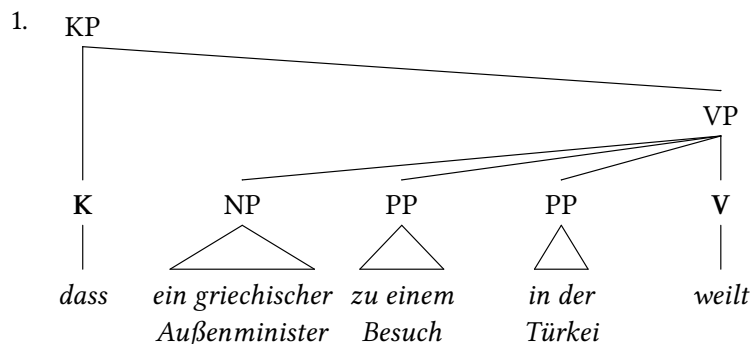 1. KP
VP
K NP PP PP V
dass ein griechischer zu einem in der weilt
Außenminister Besuch Türkei